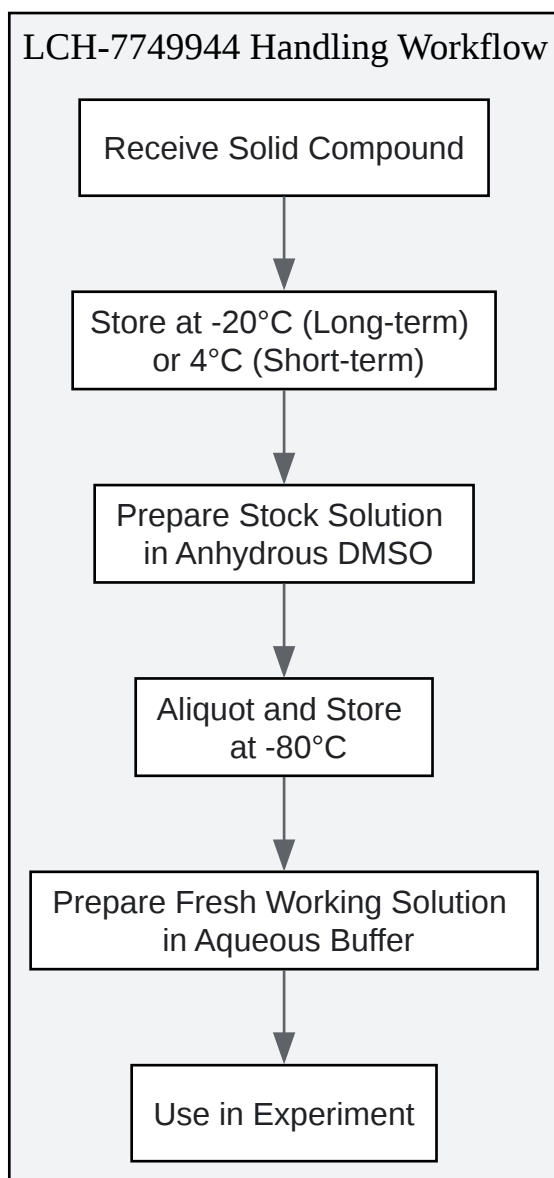 LCH-7749944 Handling Workflow
Receive Solid Compound
Store at -20°C (Long-term)
or 4°C (Short-term)
Prepare Stock Solution
in Anhydrous DMSO
Aliquot and Store
at -80°C
Prepare Fresh Working Solution
in Aqueous Buffer
Use in Experiment